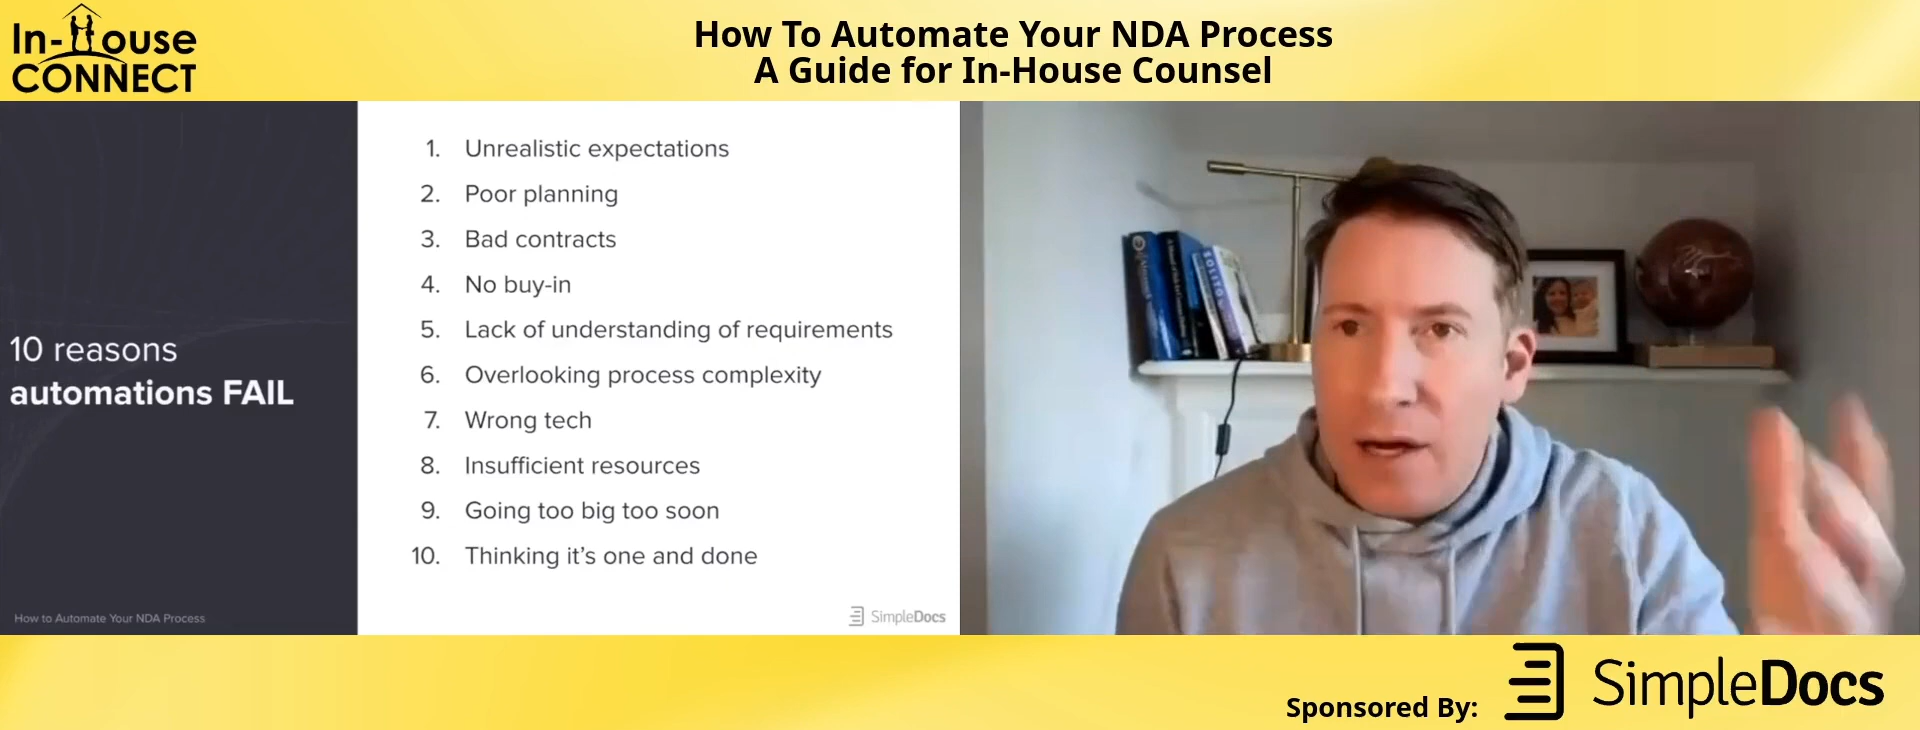 In-House
CONNECT
How To Automate Your NDA Process
A Guide for In-House Counsel
10 reasons
automations FAIL
1. Unrealistic expectations
2. Poor planning
3. Bad contracts
4. No buy-in
5. Lack of understanding of requirements
6. Overlooking process complexity
7. Wrong tech
8. Insufficient resources
9. Going too big too soon
10. Thinking it’s one and done
How to Automate Your NDA Process
SimpleDocs
Sponsored By:
SimpleDocs